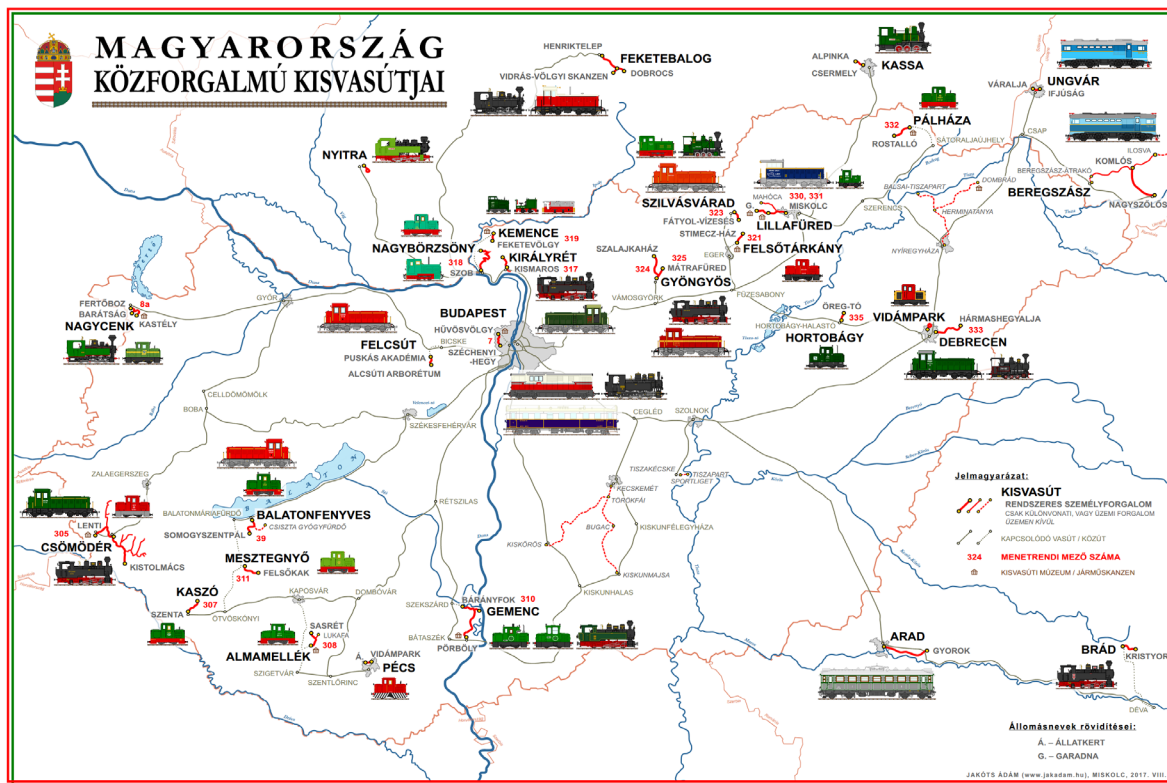 MAGYARORSZÁG
KÖZFORGALMÚ KISVASÚTJAI
HENRIKTELEP
FEKETEBALOG
DOBROCS
VIDRÁS-VÖLGYI SKANZEN
ALPINKA
CSERMELY
KASSA
UNGVÁR
VÁRALJA
IFJÚSÁG
PÁLHÁZA
332
ROSTALLÓ
SÁTORALJAÚJHELY
CSAP
ILOSVA
KOMLÓS
BEREGSZÁSZ-ÁTRAKÓ
BEREGSZÁSZ
NAGYSZŐLŐS
NYITRA
DOMBRÁD
BALSAI-TISZAPART
HERMINATANYA
SZERENCS
NYÍREGYHÁZA
SZILVÁSVÁRAD
MAHÓCA
330, 331
G.
MISKOLC
LILLAFÜRED
323
FÁTYOL-VÍZESÉS
STIMECZ-HÁZ
321
FELSŐTÁRKÁNY
EGER
KEMENCE
FEKETEVÖLGY
319
NAGYBÖRZSÖNY
318
SZOB
KIRÁLYRÉT
KISMAROS
317
SZALAJKAHÁZ
325
324
MÁTRAFÜRED
GYÖNGYÖS
VÁMOSGYÖRK
FÜZESABONY
FERTŐBOZ
8a
BARÁTSÁG
KASTÉLY
NAGYCENK
GYŐR
BUDAPEST
HŰVÖSVÖLGY
7
SZÉCHENYI
-HEGY
FELCSÚT
BICSKE
PUSKÁS AKADÉMIA
ALCSÚTI ARBORÉTUM
ÖREG-TÓ
335
HORTOBÁGY-HALASTÓ
HORTOBÁGY
VIDÁMPARK
HÁRMASHEGYALJA
333
DEBRECEN
CELLDÖMÖLK
BOBA
SZÉKESFEHÉRVÁR
CEGLÉD
SZOLNOK
ZALAEGERSZEG
BALATON
BALATONMÁRIAFÜRDŐ
BALATONFENYVES
CSISZTA GYÓGYFÜRDŐ
SOMOGYSZENTPÁL
39
RÉTSZILAS
TISZAKÉCSKE
TISZAPART
SPORTLIGET
KECSKEMÉT
TÖRÖKFÁI
BUGAC
KISKUNFÉLEGYHÁZA
KISKŐRÖS
KISKUNMAJSA
KISKUNHALAS
LENTI
305
CSÖMÖDÉR
KISTOLMÁCS
MESZTEGNYŐ
311
FELSŐKAK
KASZÓ
307
SZENTA
ÖTVÖSKÓNYI
KAPOSVÁR
DOMBÓVÁR
SASRÉT
LUKAFA
308
ALMAMELLÉK
SZIGETVÁR
SZENTLŐRINC
Á.
VIDÁMPARK
PÉCS
SZEKSZÁRD
BÁRÁNYFOK
310
GEMENC
BÁTASZÉK
PÖRBÖLY
ARAD
GYOROK
BRÁD
KRISTYOR
DÉVA
Jelmagyarázat:
KISVASÚT
RENDSZERES SZEMÉLYFORGALOM
CSAK KÜLÖNVONATI, VAGY ÜZEMI FORGALOM
ÜZEMEN KÍVÜL
KAPCSOLÓDÓ VASÚT / KÖZÚT
324
MENETRENDI MEZŐ SZÁMA
KISVASÚTI MÚZEUM / JÁRMŰSKANZEN
Állomásnevek rövidítései:
Á. – ÁLLATKERT
G. – GARADNA
JAKÓTS ÁDÁM (www.jakadam.hu), MISKOLC, 2017. VIII.